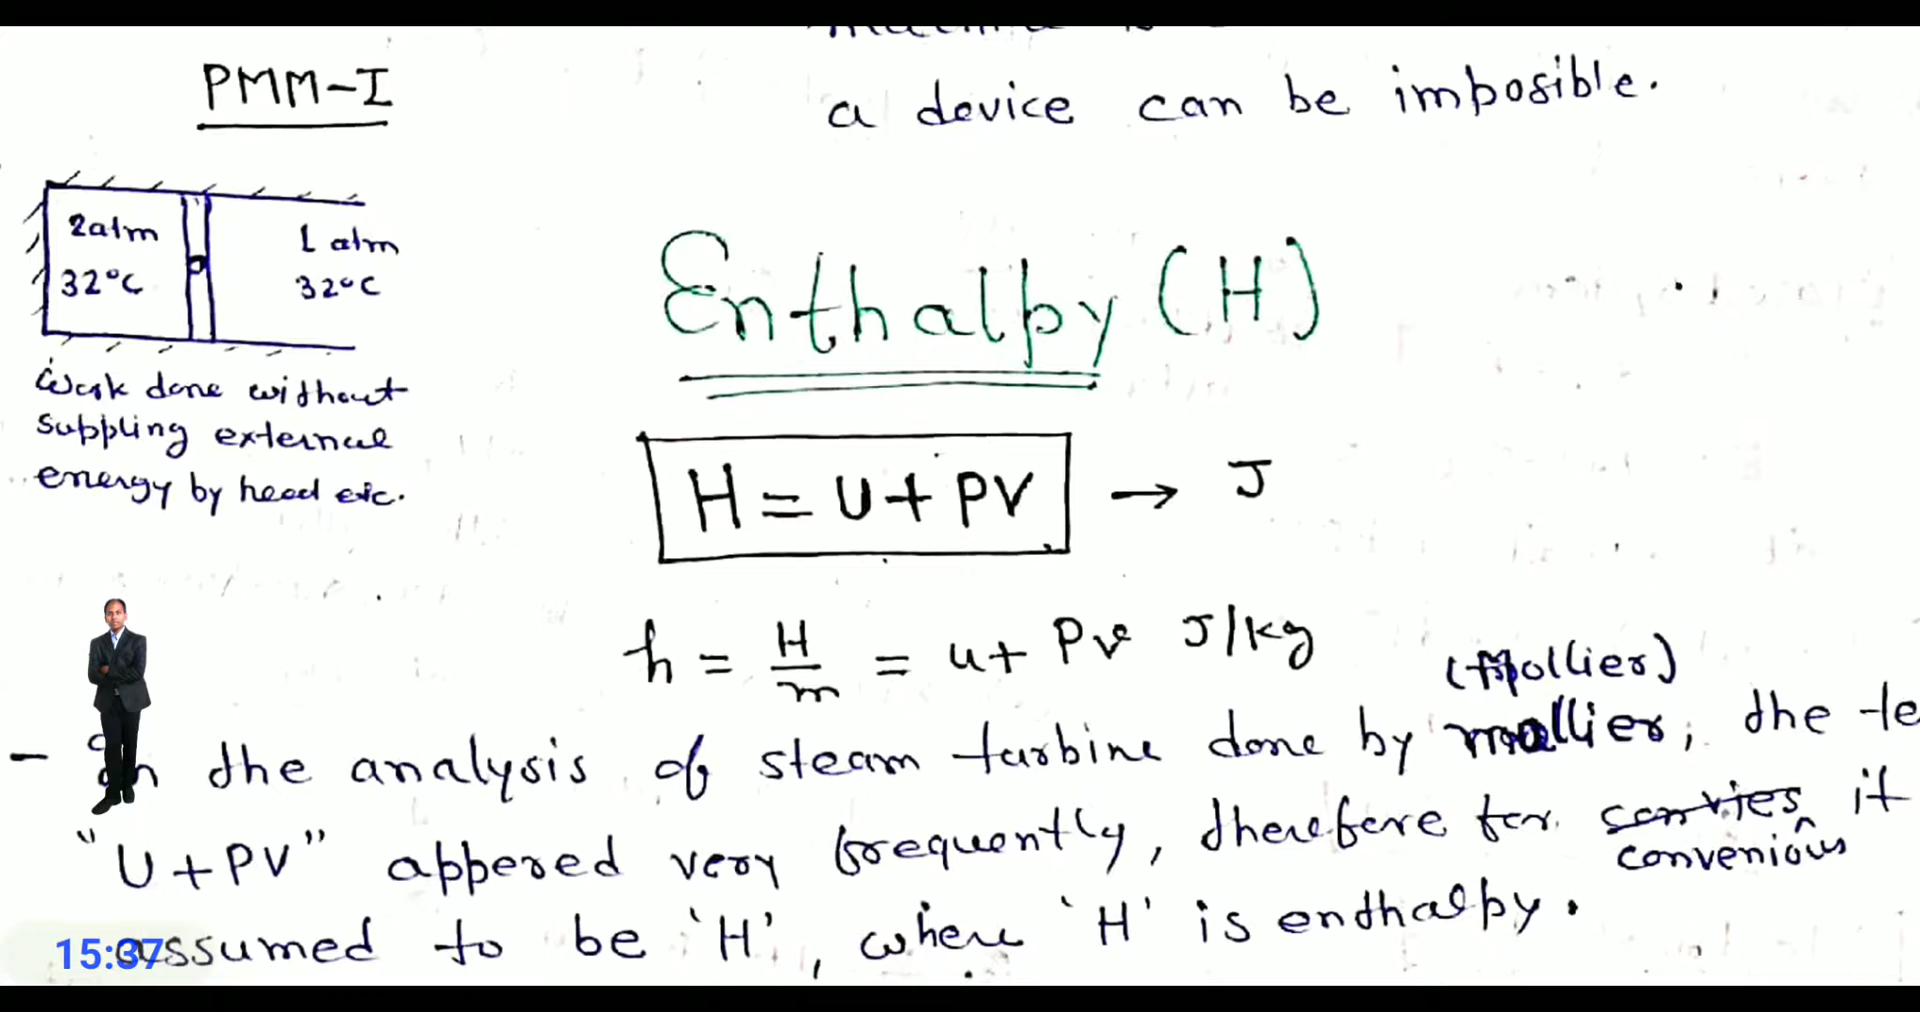 PMM-I
a device can be imposible.
2atm
32°C
1 atm
32°C
Work done without
suppling external
energy by head etc.
Enthalpy (H)
H = U + PV → J
h = H/m = u + Pv J/kg
(Mollier)
- In the analysis of steam turbine done by mollier, the te
"U + PV" appered very frequently, therefore for it
convenious
assumed to be 'H', where 'H' is enthalpy.
15:37